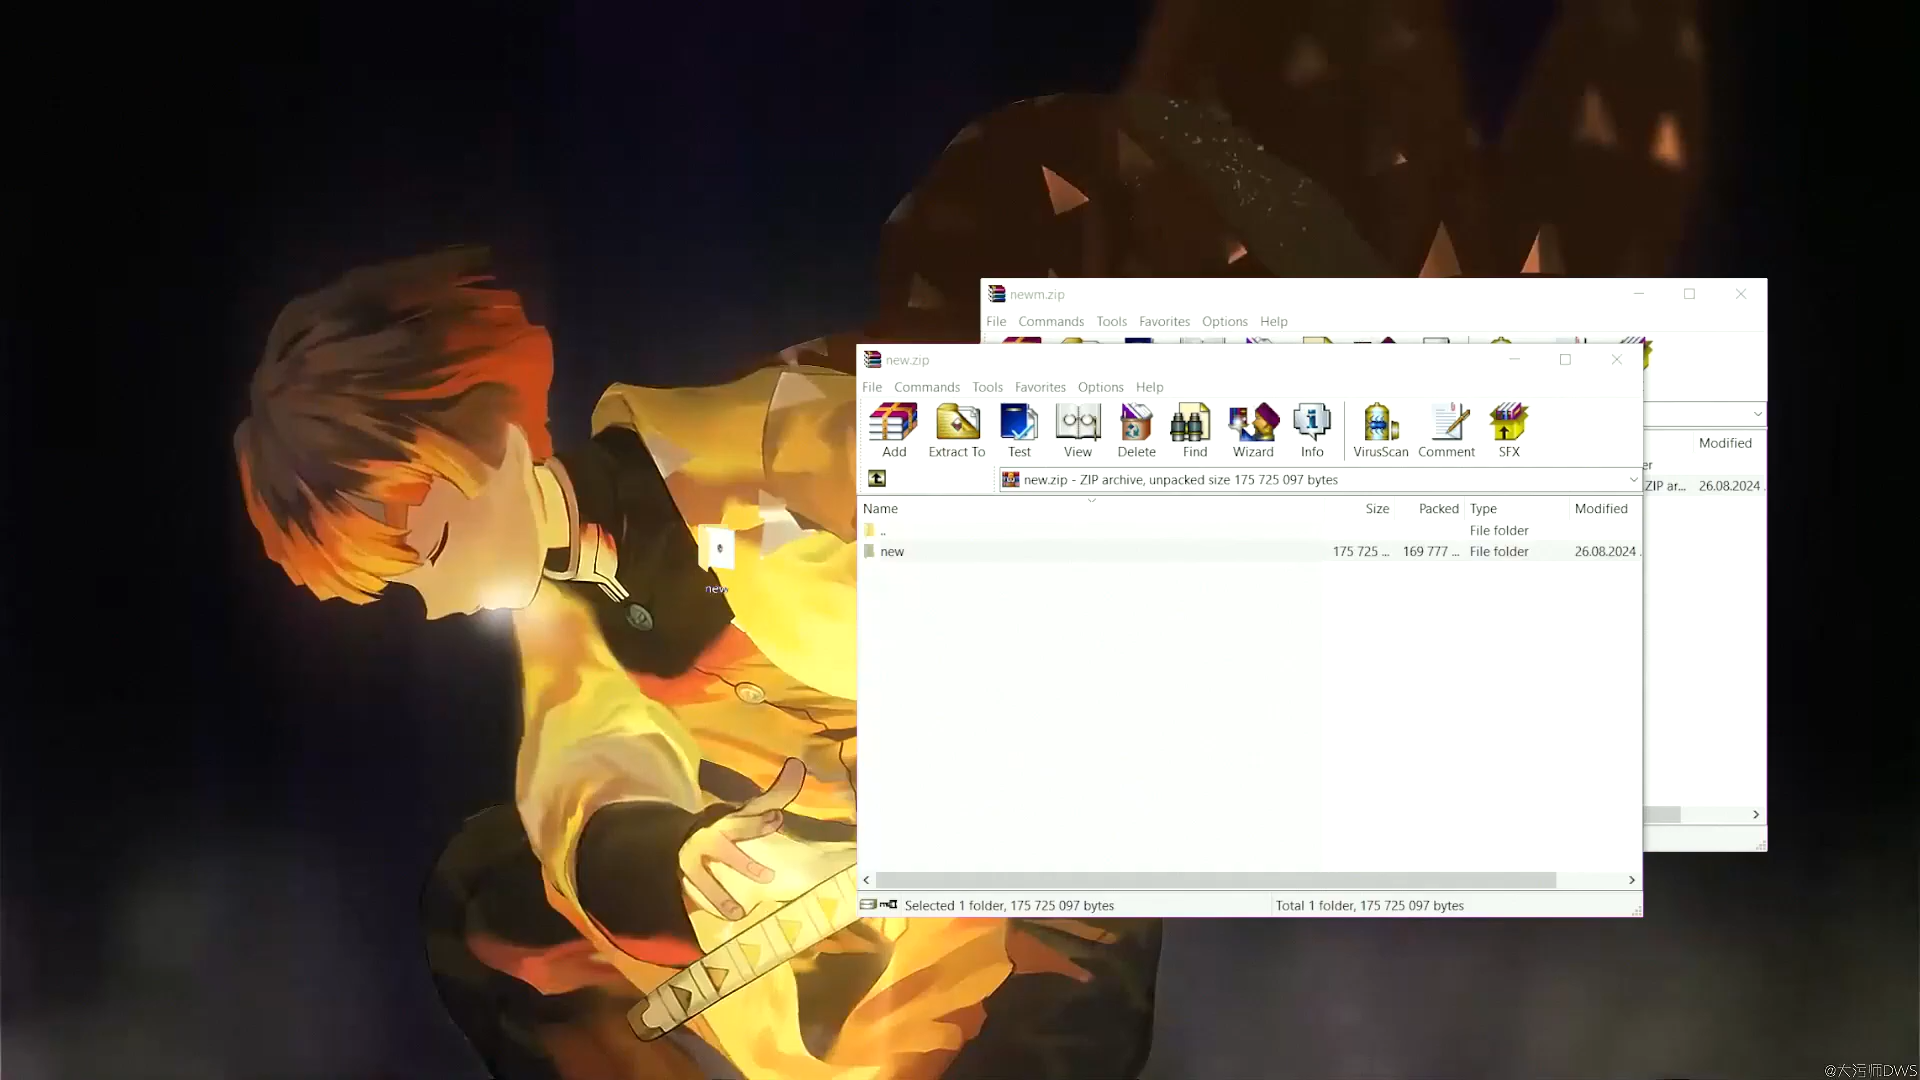 newm.zip
File Commands Tools Favorites Options Help
new.zip
File Commands Tools Favorites Options Help
Add Extract To Test View Delete Find Wizard Info VirusScan Comment SFX
new.zip - ZIP archive, unpacked size 175 725 097 bytes
Modified
ZIP ar... 26.08.2024
Name Size Packed Type Modified
.. File folder
new 175 725 ... 169 777 ... File folder 26.08.2024
new
Selected 1 folder, 175 725 097 bytes Total 1 folder, 175 725 097 bytes
@大污师DWS